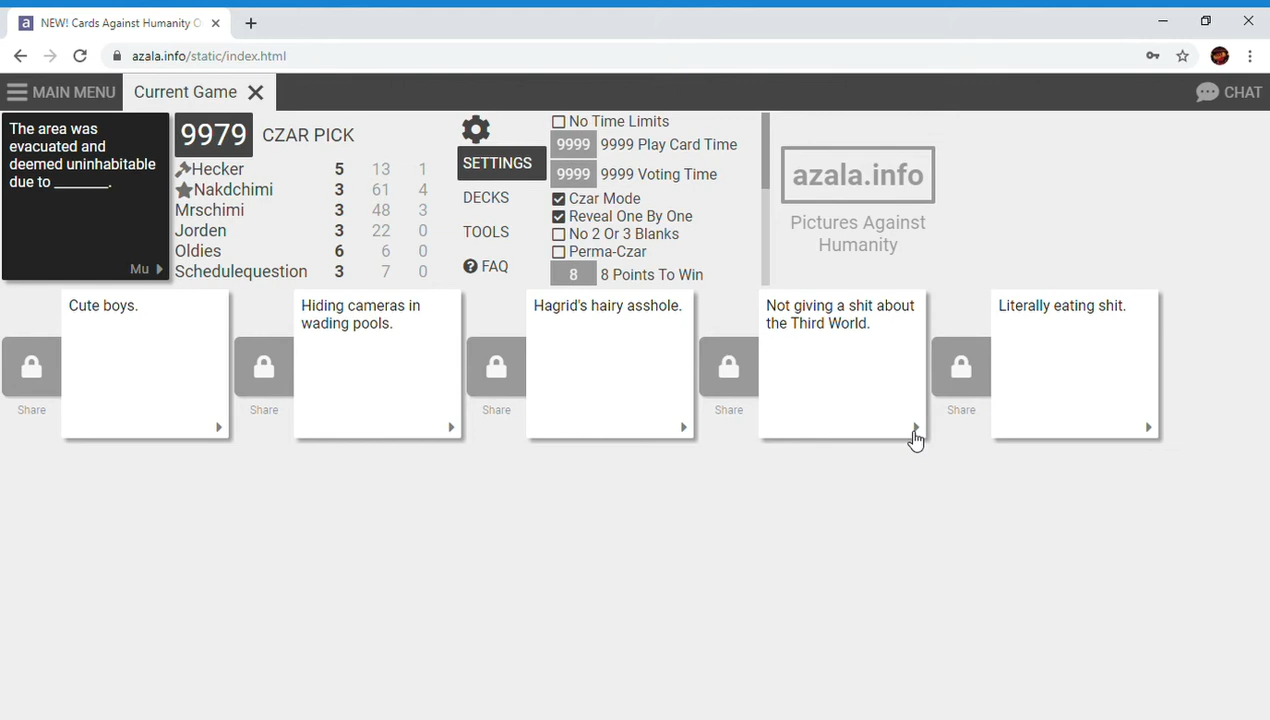 NEW! Cards Against Humanity O
azala.info/static/index.html
MAIN MENU
Current Game
CHAT
The area was
evacuated and
deemed uninhabitable
due to ________.
Mu
9979 CZAR PICK
Hecker 5 13 1
Nakdchimi 3 61 4
Mrschimi 3 48 3
Jorden 3 22 0
Oldies 6 6 0
Schedulequestion 3 7 0
SETTINGS
DECKS
TOOLS
FAQ
No Time Limits
9999 9999 Play Card Time
9999 9999 Voting Time
Czar Mode
Reveal One By One
No 2 Or 3 Blanks
Perma-Czar
8 8 Points To Win
azala.info
Pictures Against
Humanity
Share
Cute boys.
Share
Hiding cameras in
wading pools.
Share
Hagrid's hairy asshole.
Share
Not giving a shit about
the Third World.
Share
Literally eating shit.